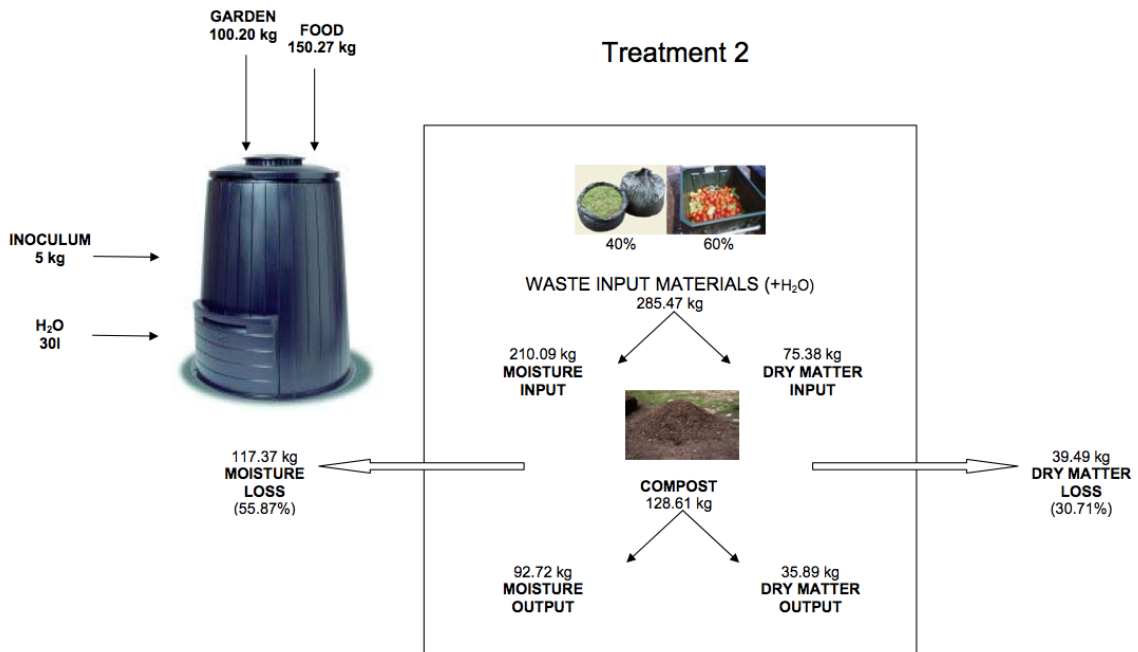 GARDEN
100.20 kg
FOOD
150.27 kg
Treatment 2
INOCULUM
5 kg
H₂O
30l
40%
60%
WASTE INPUT MATERIALS (+H₂O)
285.47 kg
210.09 kg
MOISTURE
INPUT
75.38 kg
DRY MATTER
INPUT
117.37 kg
MOISTURE
LOSS
(55.87%)
39.49 kg
DRY MATTER
LOSS
(30.71%)
COMPOST
128.61 kg
92.72 kg
MOISTURE
OUTPUT
35.89 kg
DRY MATTER
OUTPUT